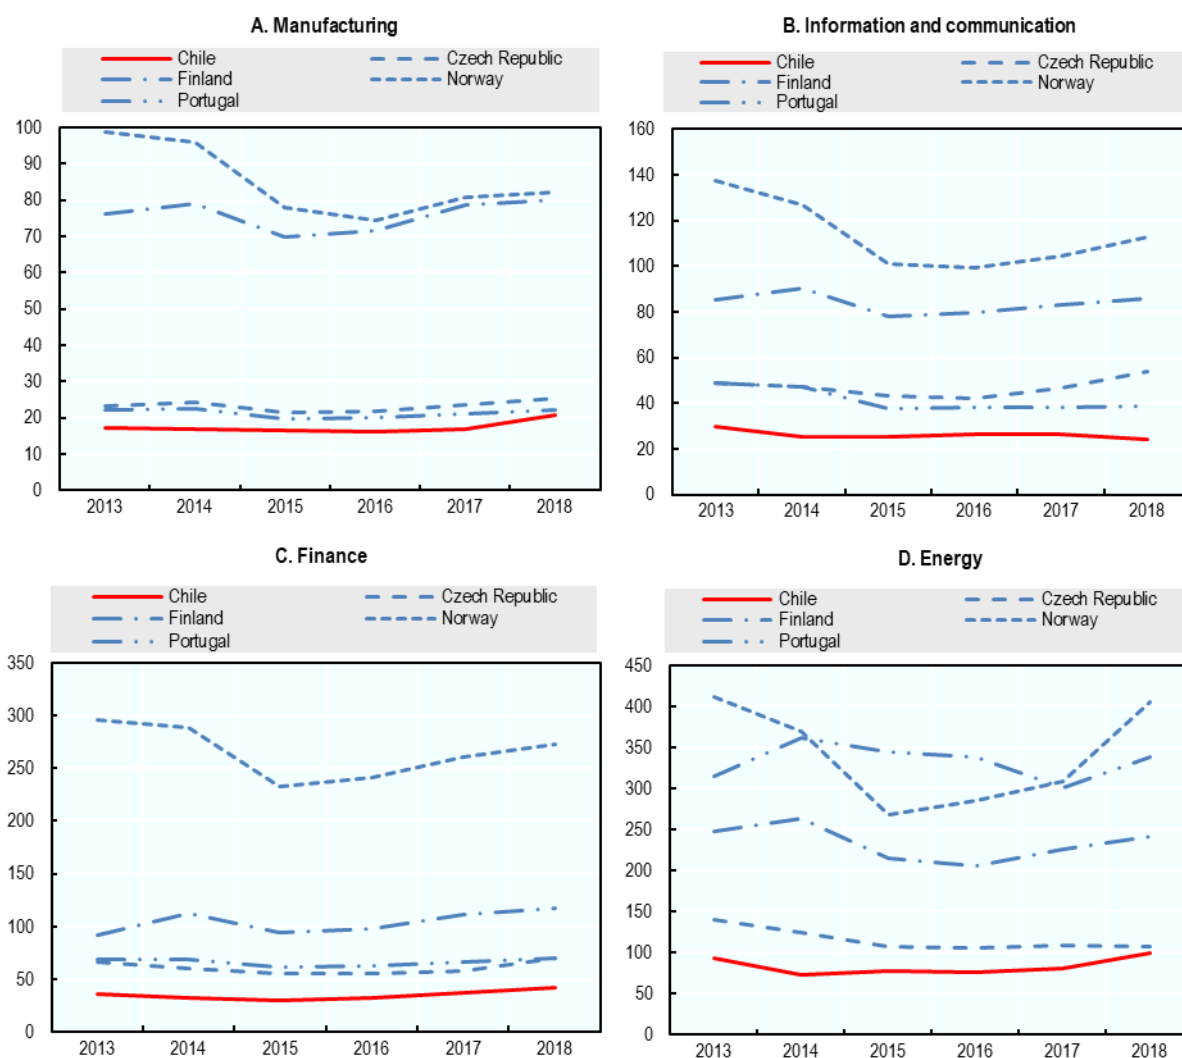 A. Manufacturing
Chile
Czech Republic
Finland
Norway
Portugal
100
90
80
70
60
50
40
30
20
10
0
2013 2014 2015 2016 2017 2018
B. Information and communication
Chile
Czech Republic
Finland
Norway
Portugal
160
140
120
100
80
60
40
20
0
2013 2014 2015 2016 2017 2018
C. Finance
Chile
Czech Republic
Finland
Norway
Portugal
350
300
250
200
150
100
50
0
2013 2014 2015 2016 2017 2018
D. Energy
Chile
Czech Republic
Finland
Norway
Portugal
450
400
350
300
250
200
150
100
50
0
2013 2014 2015 2016 2017 2018